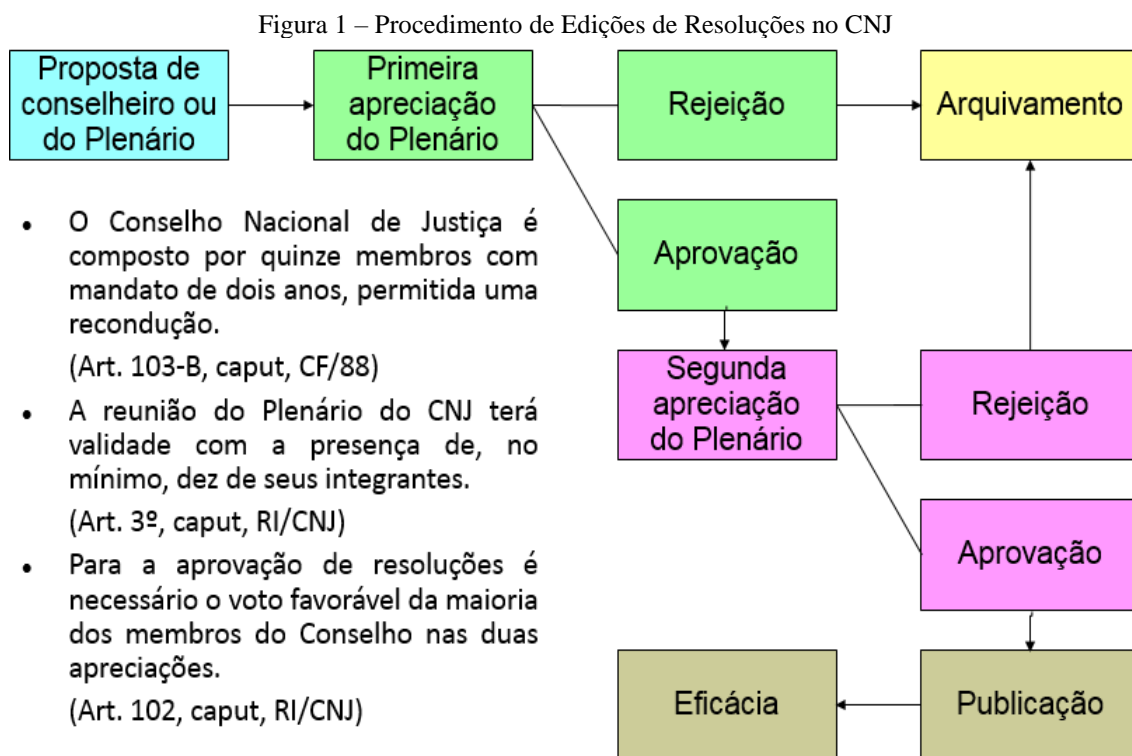 Figura 1 – Procedimento de Edições de Resoluções no CNJ
Proposta de
conselheiro ou
do Plenário
Primeira
apreciação
do Plenário
Rejeição
Arquivamento
Aprovação
Segunda
apreciação
do Plenário
Rejeição
Aprovação
Eficácia
Publicação
• O Conselho Nacional de Justiça é
composto por quinze membros com
mandato de dois anos, permitida uma
recondução.
(Art. 103-B, caput, CF/88)
• A reunião do Plenário do CNJ terá
validade com a presença de, no
mínimo, dez de seus integrantes.
(Art. 3º, caput, RI/CNJ)
• Para a aprovação de resoluções é
necessário o voto favorável da maioria
dos membros do Conselho nas duas
apreciações.
(Art. 102, caput, RI/CNJ)